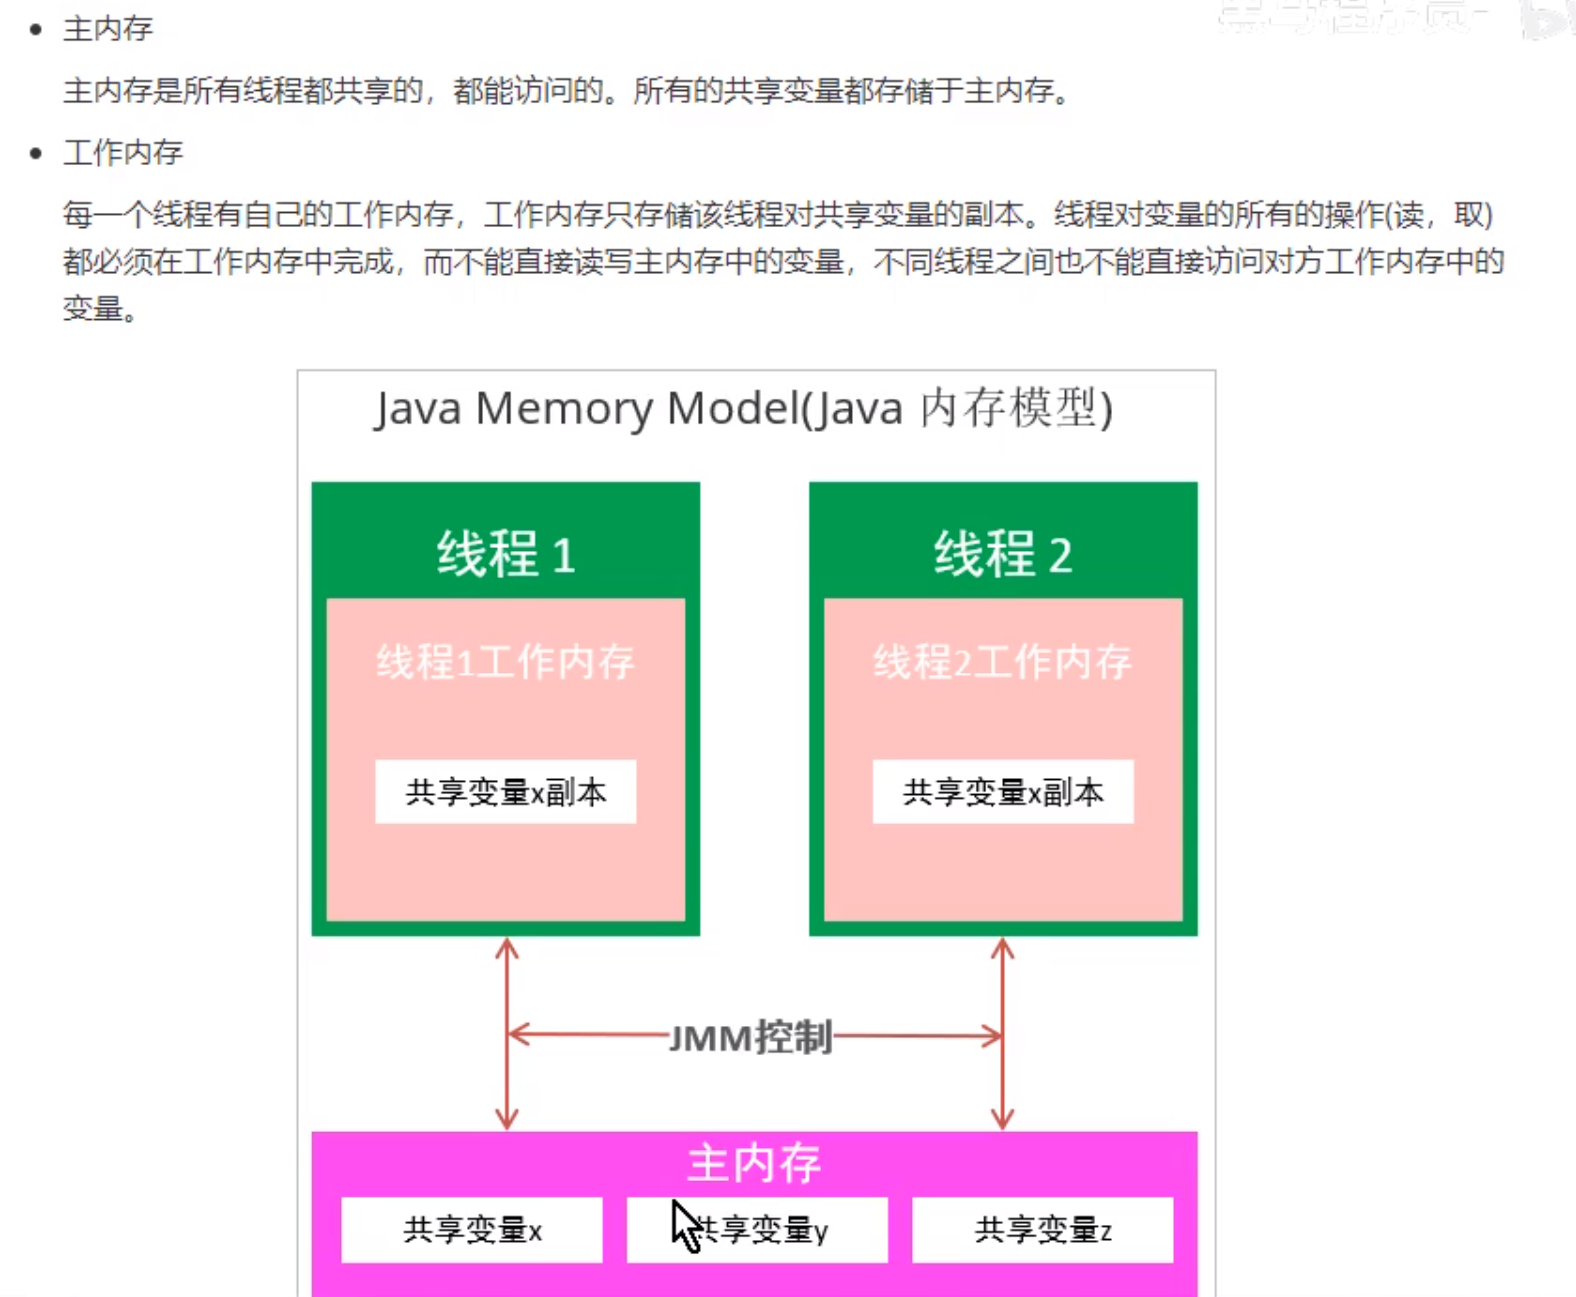 主内存
主内存是所有线程都共享的，都能访问的。所有的共享变量都存储于主内存。
工作内存
每一个线程有自己的工作内存，工作内存只存储该线程对共享变量的副本。线程对变量的所有的操作(读，取)
都必须在工作内存中完成，而不能直接读写主内存中的变量，不同线程之间也不能直接访问对方工作内存中的
变量。
Java Memory Model(Java 内存模型)
线程 1
线程 2
线程1工作内存
线程2工作内存
共享变量x副本
共享变量x副本
JMM控制
主内存
共享变量x
共享变量y
共享变量z